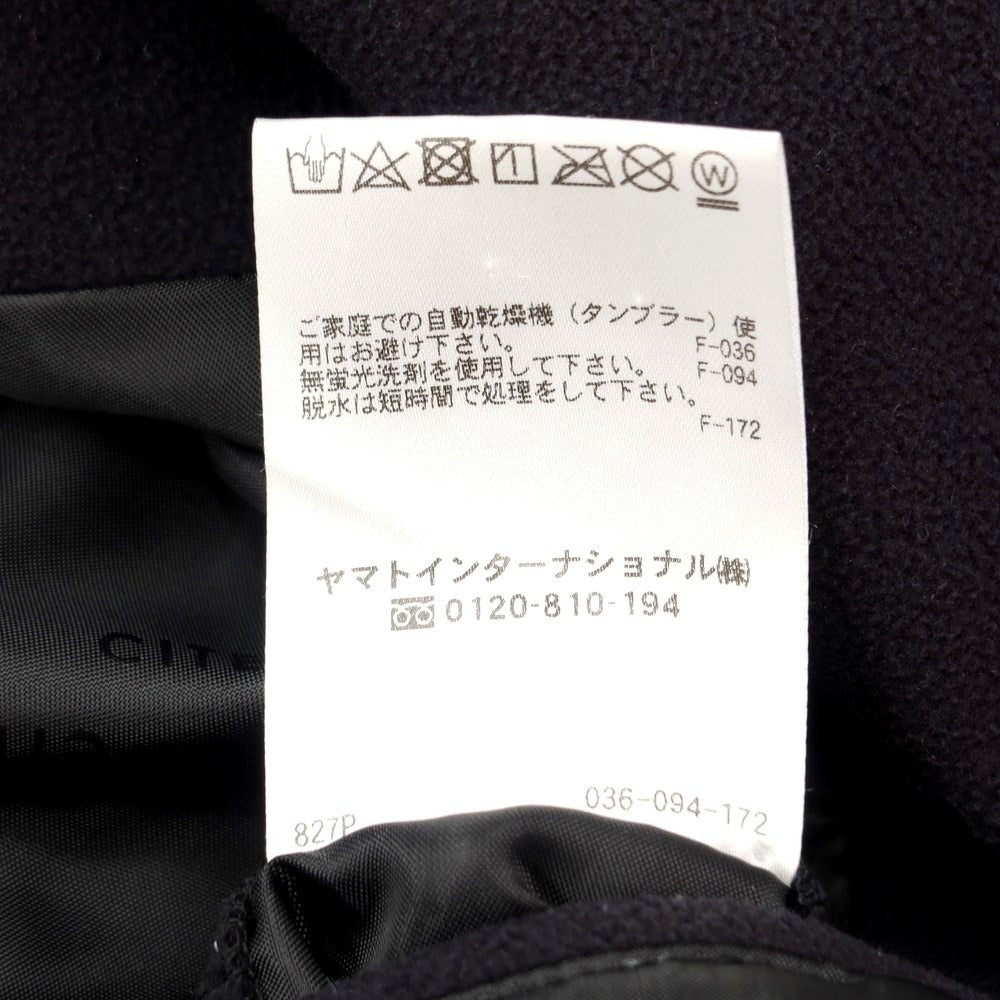 W
ご家庭での自動乾燥機（タンブラー）使
用はお避け下さい。 F-036
無蛍光洗剤を使用して下さい。 F-094
脱水は短時間で処理をして下さい。
F-172
ヤマトインターナショナル㈱
0120-810-194
036-094-172
827P